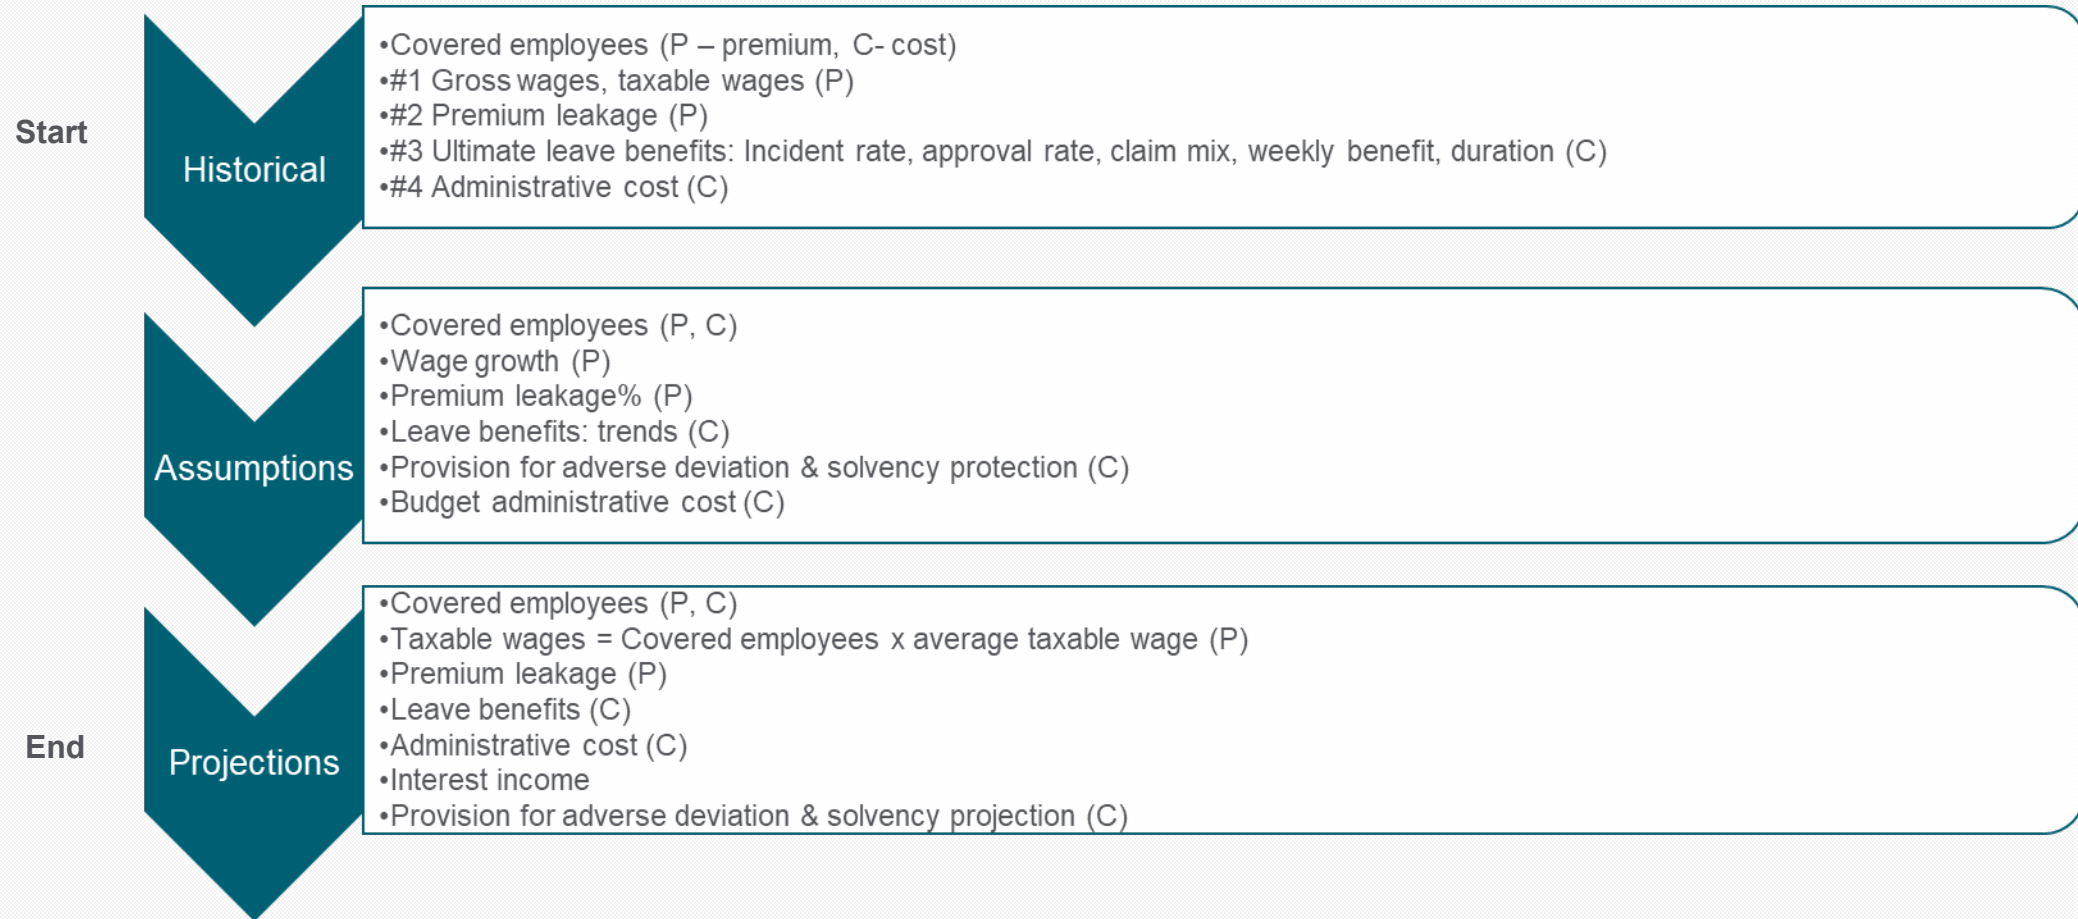 Start
Historical
•Covered employees (P – premium, C- cost)
•#1 Gross wages, taxable wages (P)
•#2 Premium leakage (P)
•#3 Ultimate leave benefits: Incident rate, approval rate, claim mix, weekly benefit, duration (C)
•#4 Administrative cost (C)
Assumptions
•Covered employees (P, C)
•Wage growth (P)
•Premium leakage% (P)
•Leave benefits: trends (C)
•Provision for adverse deviation & solvency protection (C)
•Budget administrative cost (C)
End
Projections
•Covered employees (P, C)
•Taxable wages = Covered employees x average taxable wage (P)
•Premium leakage (P)
•Leave benefits (C)
•Administrative cost (C)
•Interest income
•Provision for adverse deviation & solvency projection (C)